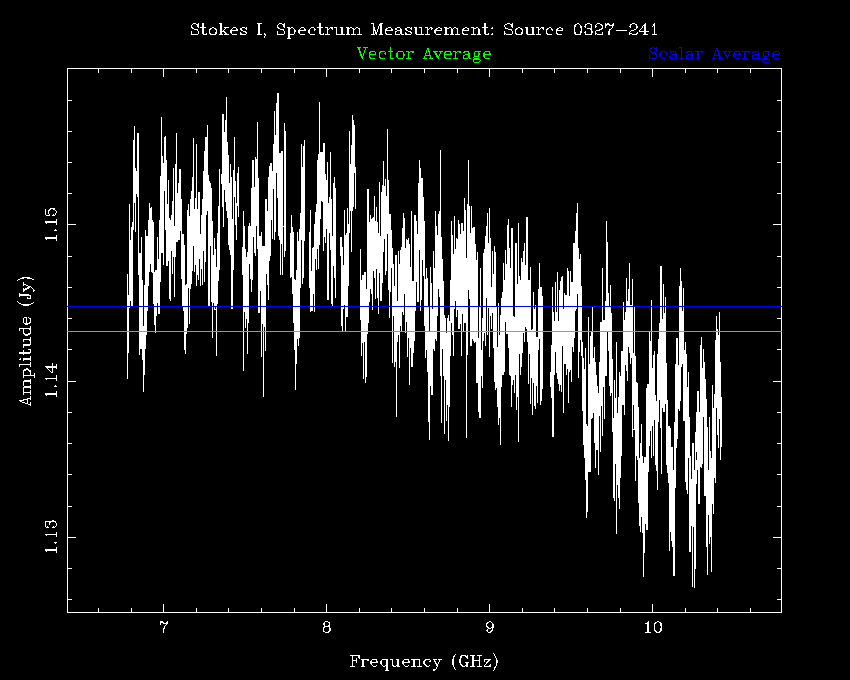 Stokes I, Spectrum Measurement: Source 0327-241
Vector Average
Scalar Average
1.15
1.14
1.13
Amplitude (Jy)
7
8
9
10
Frequency (GHz)